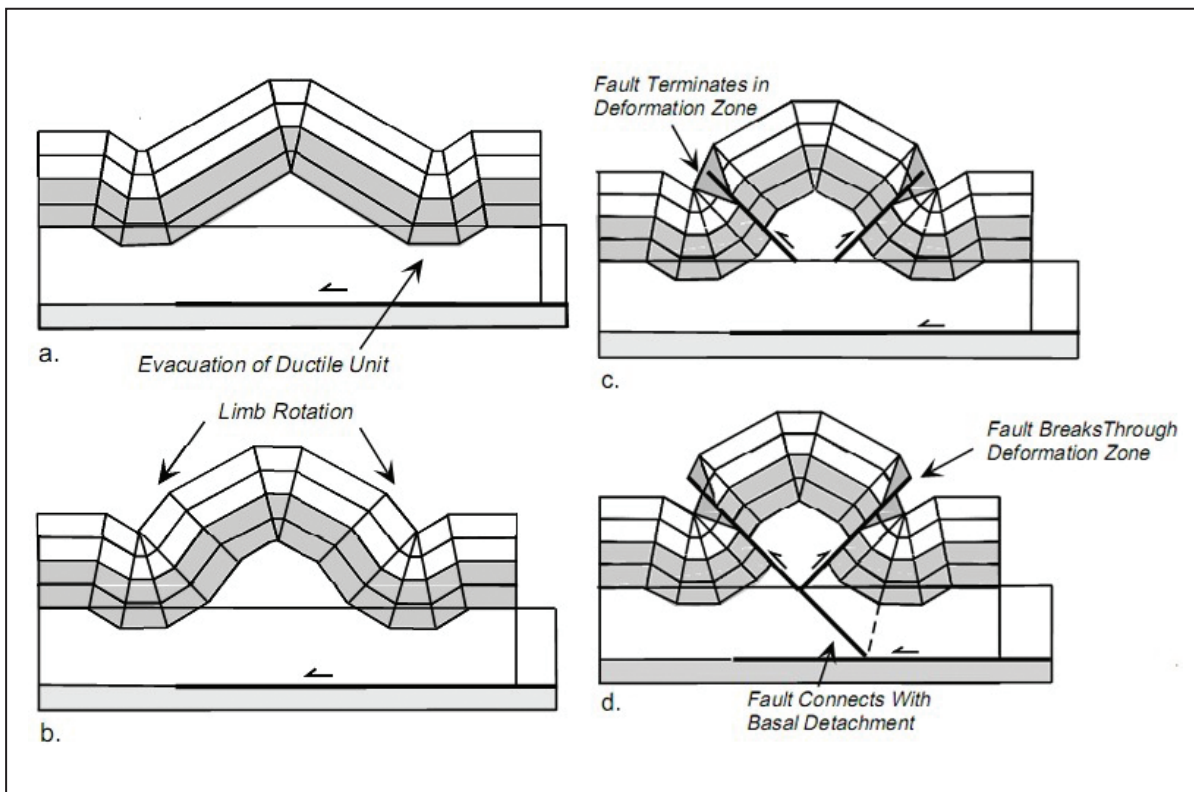 a.
Evacuation of Ductile Unit
Limb Rotation
b.
Fault Terminates in
Deformation Zone
c.
Fault BreaksThrough
Deformation Zone
d.
Fault Connects With
Basal Detachment